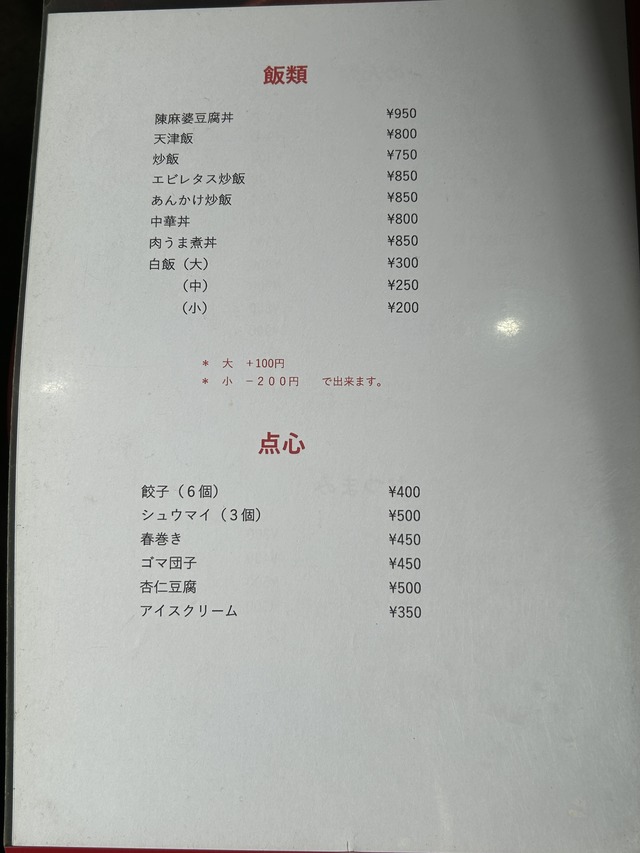 飯類
陳麻婆豆腐丼 ¥950
天津飯 ¥800
炒飯 ¥750
エビレタス炒飯 ¥850
あんかけ炒飯 ¥850
中華丼 ¥800
肉うま煮丼 ¥850
白飯（大） ¥300
（中） ¥250
（小） ¥200
＊ 大 +100円
＊ 小 −２００円 で出来ます。
点心
餃子（６個） ¥400
シュウマイ（３個） ¥500
春巻き ¥450
ゴマ団子 ¥450
杏仁豆腐 ¥500
アイスクリーム ¥350